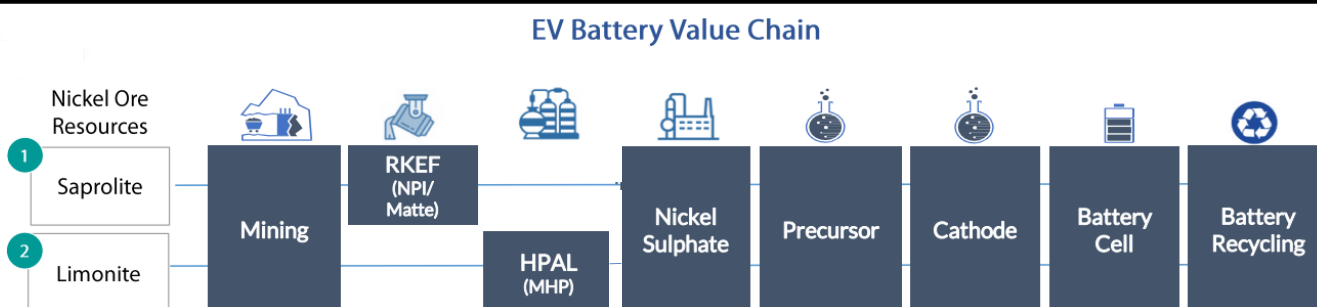 EV Battery Value Chain
Nickel Ore
Resources
1
Saprolite
2
Limonite
Mining
RKEF
(NPI/
Matte)
HPAL
(MHP)
Nickel
Sulphate
Precursor
Cathode
Battery
Cell
Battery
Recycling